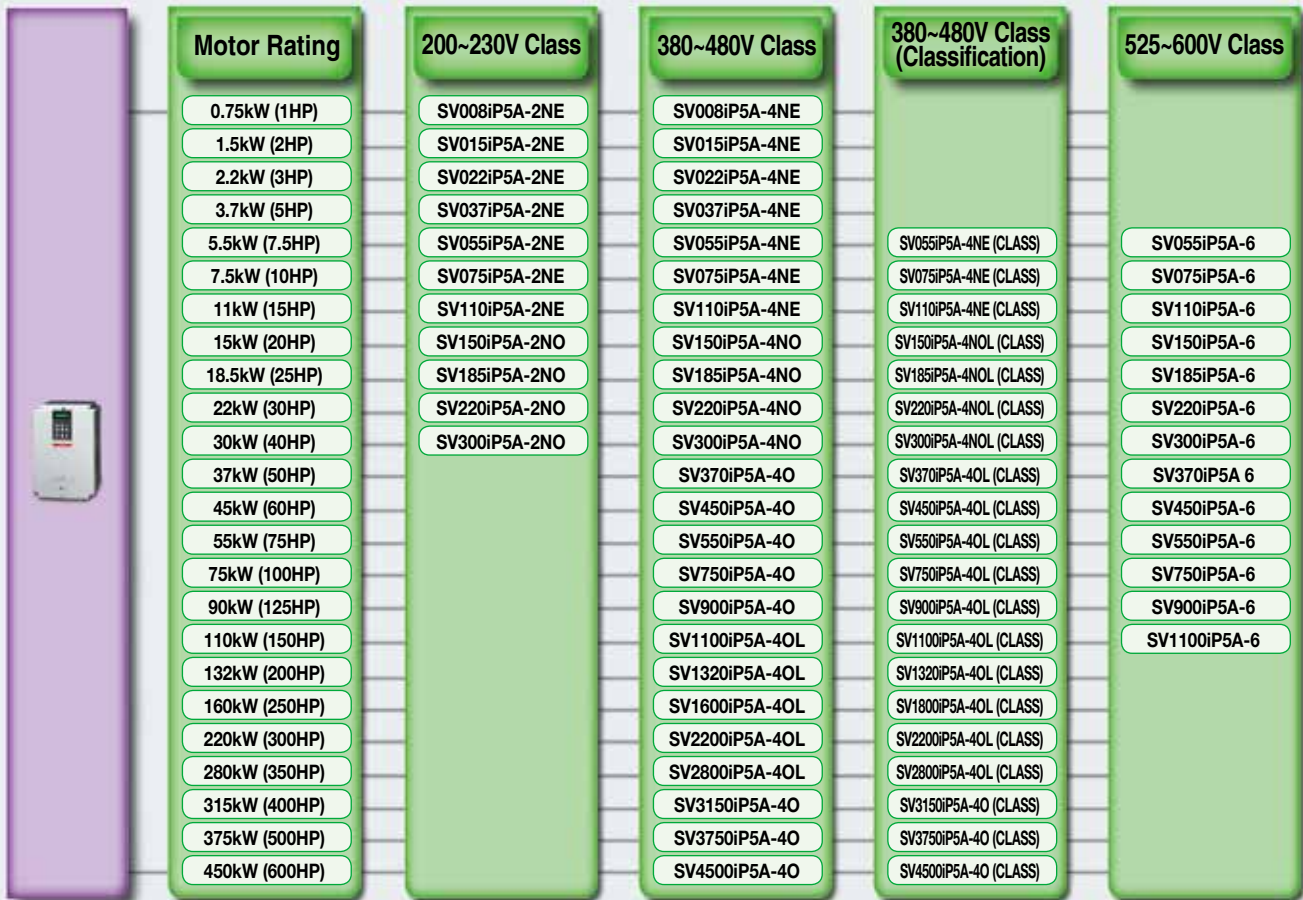 Motor Rating 200~230V Class 380~480V Class 380~480V Class (Classification) 525~600V Class
0.75kW (1HP) SV008iP5A-2NE SV008iP5A-4NE
1.5kW (2HP) SV015iP5A-2NE SV015iP5A-4NE
2.2kW (3HP) SV022iP5A-2NE SV022iP5A-4NE
3.7kW (5HP) SV037iP5A-2NE SV037iP5A-4NE
5.5kW (7.5HP) SV055iP5A-2NE SV055iP5A-4NE SV055iP5A-4NE (CLASS) SV055iP5A-6
7.5kW (10HP) SV075iP5A-2NE SV075iP5A-4NE SV075iP5A-4NE (CLASS) SV075iP5A-6
11kW (15HP) SV110iP5A-2NE SV110iP5A-4NE SV110iP5A-4NE (CLASS) SV110iP5A-6
15kW (20HP) SV150iP5A-2NO SV150iP5A-4NO SV150iP5A-4NOL (CLASS) SV150iP5A-6
18.5kW (25HP) SV185iP5A-2NO SV185iP5A-4NO SV185iP5A-4NOL (CLASS) SV185iP5A-6
22kW (30HP) SV220iP5A-2NO SV220iP5A-4NO SV220iP5A-4NOL (CLASS) SV220iP5A-6
30kW (40HP) SV300iP5A-2NO SV300iP5A-4NO SV300iP5A-4NOL (CLASS) SV300iP5A-6
37kW (50HP) SV370iP5A-4O SV370iP5A-4OL (CLASS) SV370iP5A 6
45kW (60HP) SV450iP5A-4O SV450iP5A-4OL (CLASS) SV450iP5A-6
55kW (75HP) SV550iP5A-4O SV550iP5A-4OL (CLASS) SV550iP5A-6
75kW (100HP) SV750iP5A-4O SV750iP5A-4OL (CLASS) SV750iP5A-6
90kW (125HP) SV900iP5A-4O SV900iP5A-4OL (CLASS) SV900iP5A-6
110kW (150HP) SV1100iP5A-4OL SV1100iP5A-4OL (CLASS) SV1100iP5A-6
132kW (200HP) SV1320iP5A-4OL SV1320iP5A-4OL (CLASS)
160kW (250HP) SV1600iP5A-4OL SV1800iP5A-4OL (CLASS)
220kW (300HP) SV2200iP5A-4OL SV2200iP5A-4OL (CLASS)
280kW (350HP) SV2800iP5A-4OL SV2800iP5A-4OL (CLASS)
315kW (400HP) SV3150iP5A-4O SV3150iP5A-4O (CLASS)
375kW (500HP) SV3750iP5A-4O SV3750iP5A-4O (CLASS)
450kW (600HP) SV4500iP5A-4O SV4500iP5A-4O (CLASS)